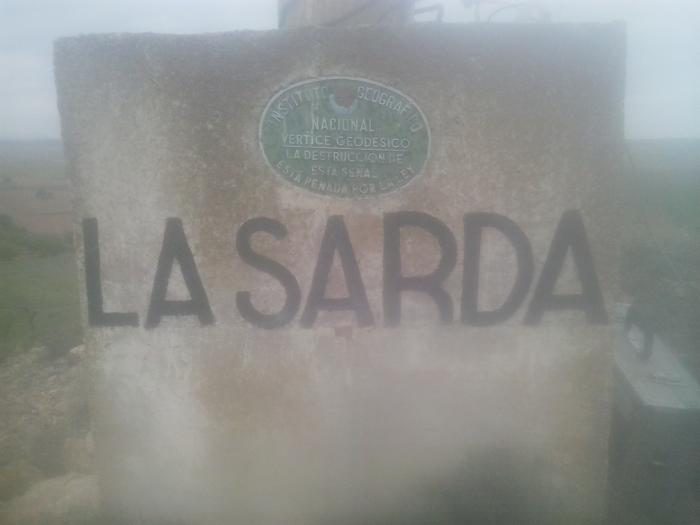 INSTITUTO GEOGRAFICO
NACIONAL
VERTICE GEODESICO
LA DESTRUCCION DE
ESTA SEÑAL
ESTA PENADA POR LA LEY
LA SARDA